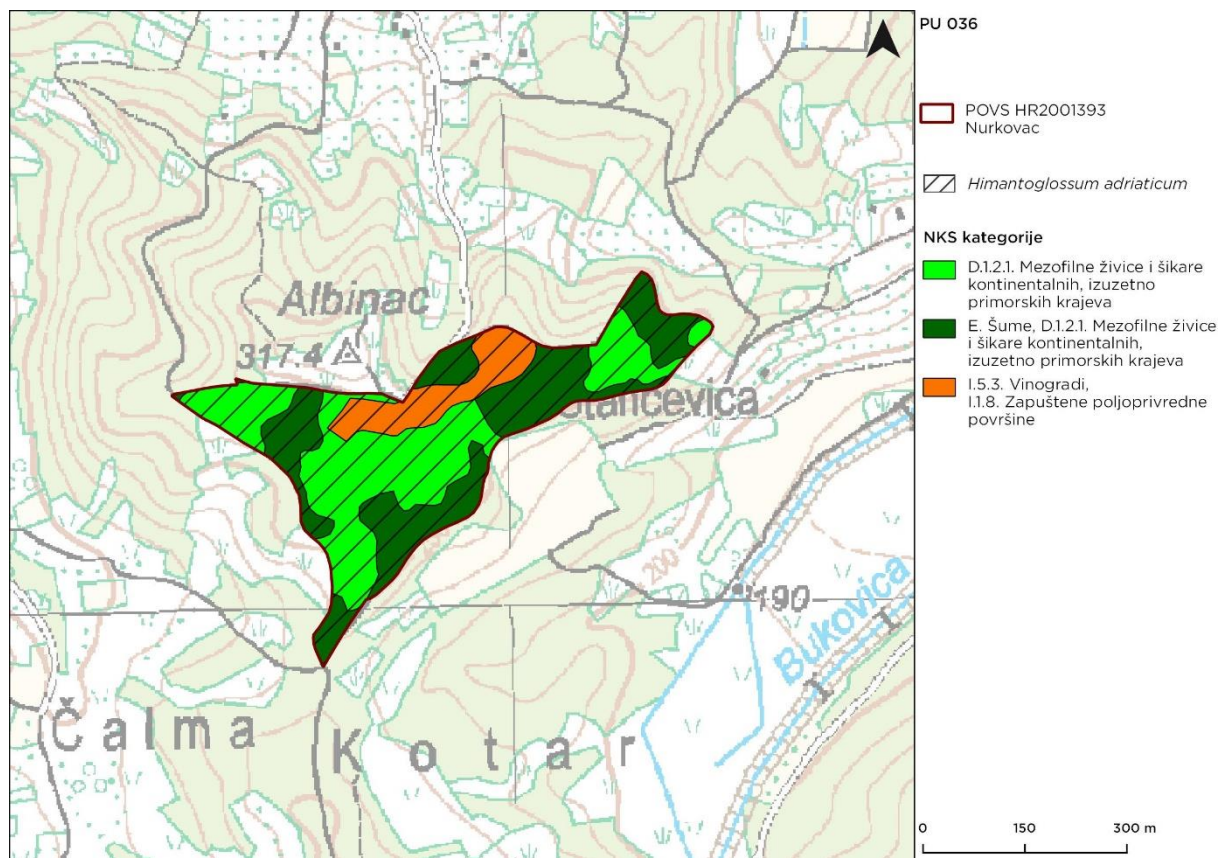 PU 036
POVS HR2001393
Nurkovac
Himantoglossum adriaticum
NKS kategorije
D.1.2.1. Mezofilne živice i šikare
kontinentalnih, izuzetno
primorskih krajeva
E. Šume, D.1.2.1. Mezofilne živice
i šikare kontinentalnih,
izuzetno primorskih krajeva
I.5.3. Vinogradi,
I.1.8. Zapuštene poljoprivredne
površine
0 150 300 m
Albinac
317.4
200
190
Bukovica
Čalma
Kotar